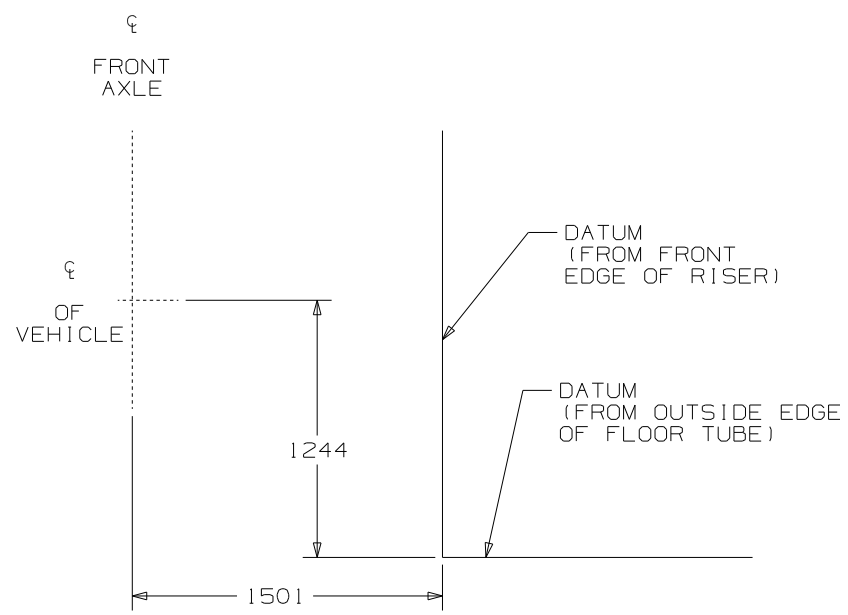 ℄
FRONT
AXLE
DATUM
(FROM FRONT
EDGE OF RISER)
℄
OF
VEHICLE
DATUM
(FROM OUTSIDE EDGE
OF FLOOR TUBE)
1244
1501